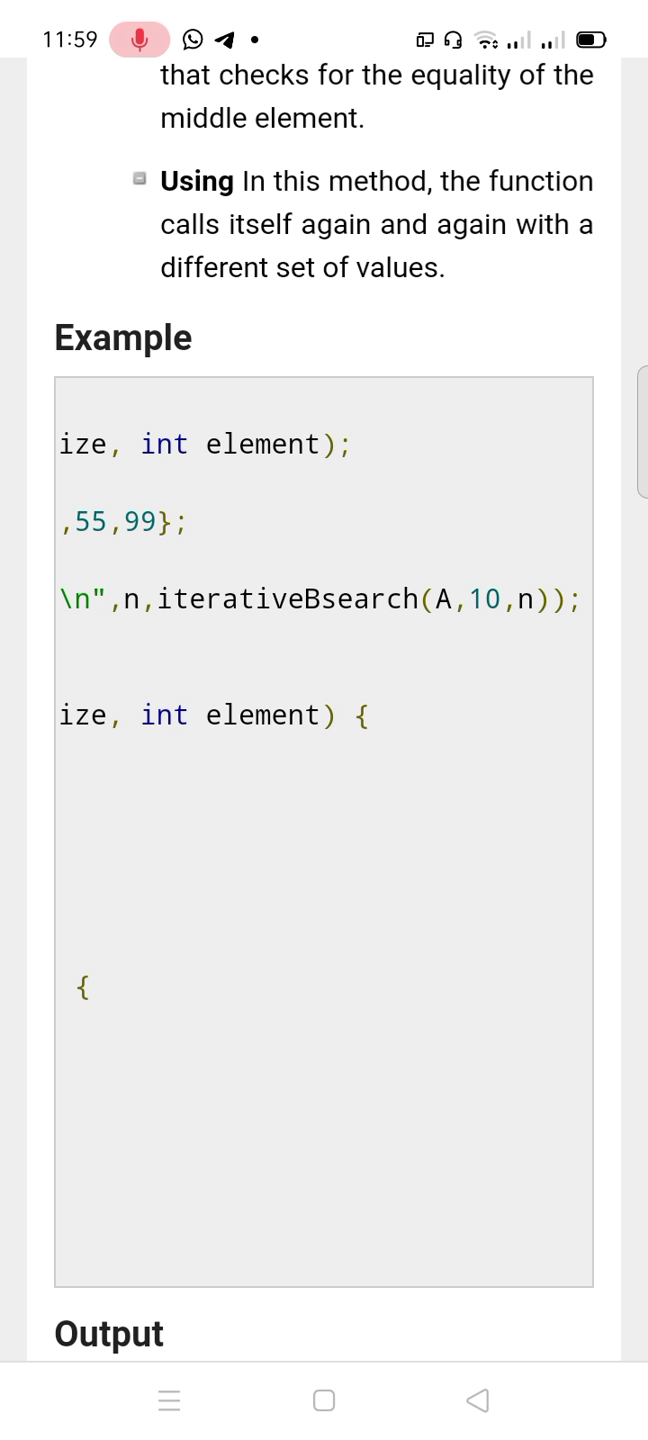 11:59
that checks for the equality of the
middle element.
Using In this method, the function
calls itself again and again with a
different set of values.
Example
ize, int element);
,55,99};
\n",n,iterativeBsearch(A,10,n));
ize, int element) {
{
Output